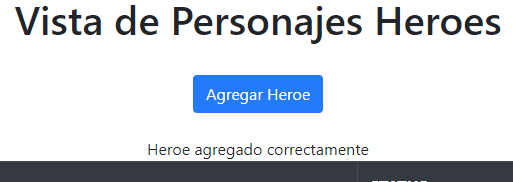 Vista de Personajes Heroes
Agregar Heroe
Heroe agregado correctamente